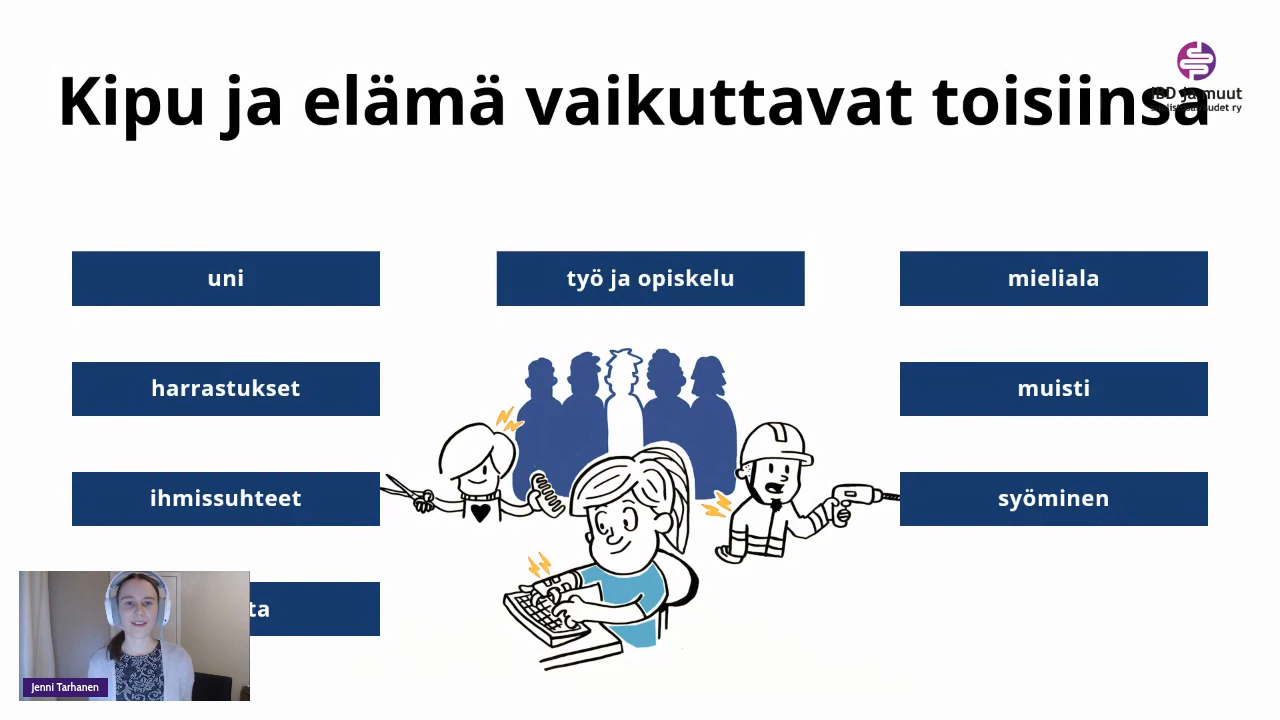 Kipu ja elämä vaikuttavat toisiinsa
IBD ja muut
uni
työ ja opiskelu
mieliala
harrastukset
muisti
ihmissuhteet
syöminen
Jenni Tarhanen